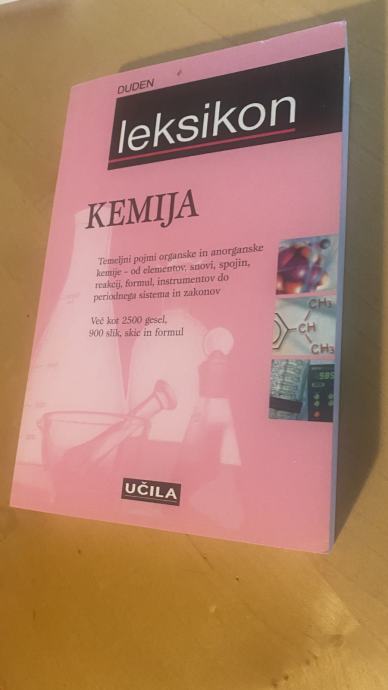 DUDEN
leksikon
KEMIJA
Temeljni pojmi organske in anorganske
kemije – od elementov, snovi, spojin,
reakcij, formul, instrumentov do
periodnega sistema in zakonov
Več kot 2500 gesel,
900 slik, skic in formul
CH₃
CH
CH₃
585
UČILA